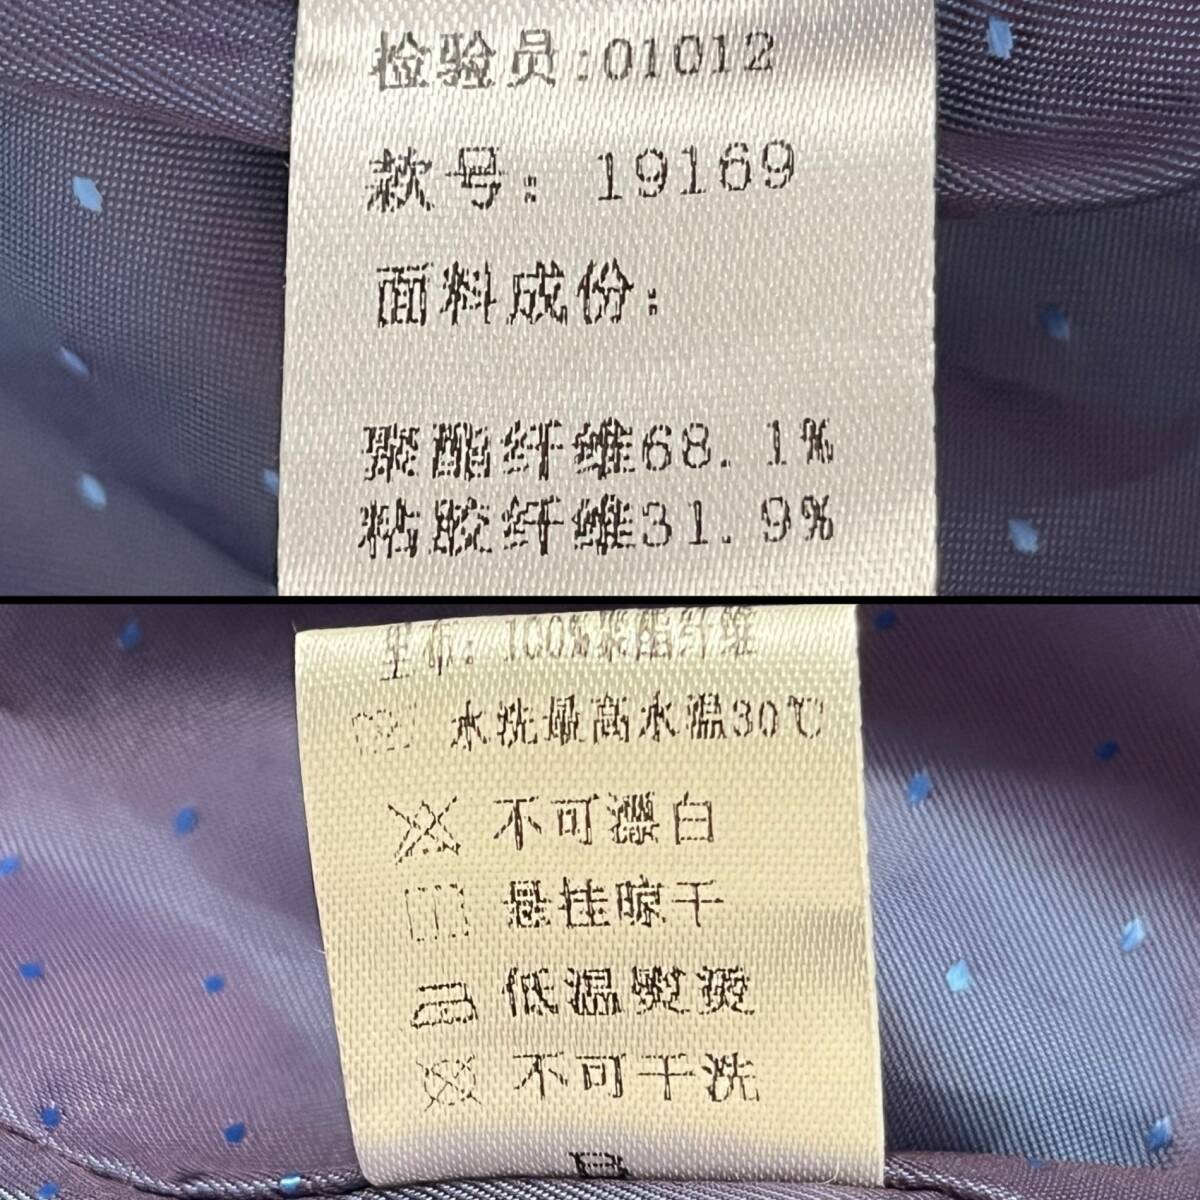 检验员:01012
款号: 19169
面料成份:
聚酯纤维68.1%
粘胶纤维31.9%
里布: 100%聚酯纤维
水洗最高水温30℃
不可漂白
悬挂晾干
低温熨烫
不可干洗